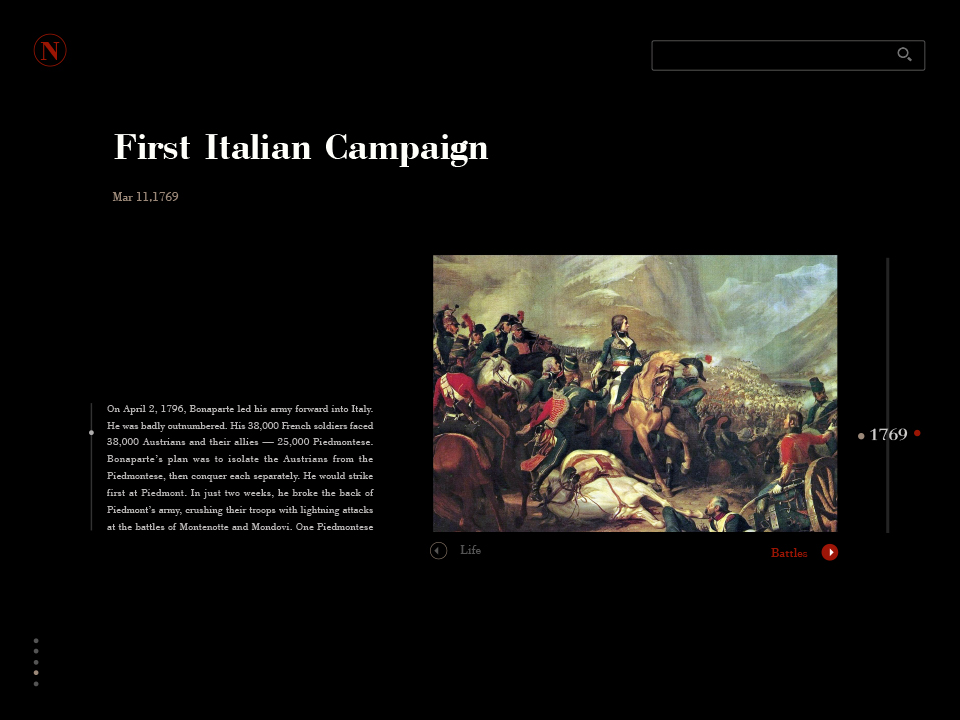 N
First Italian Campaign
Mar 11,1769
On April 2, 1796, Bonaparte led his army forward into Italy.
He was badly outnumbered. His 38,000 French soldiers faced
38,000 Austrians and their allies — 25,000 Piedmontese.
Bonaparte's plan was to isolate the Austrians from the
Piedmontese, then conquer each separately. He would strike
first at Piedmont. In just two weeks, he broke the back of
Piedmont's army, crushing their troops with lightning attacks
at the battles of Montenotte and Mondovi. One Piedmontese
1769
Life
Battles